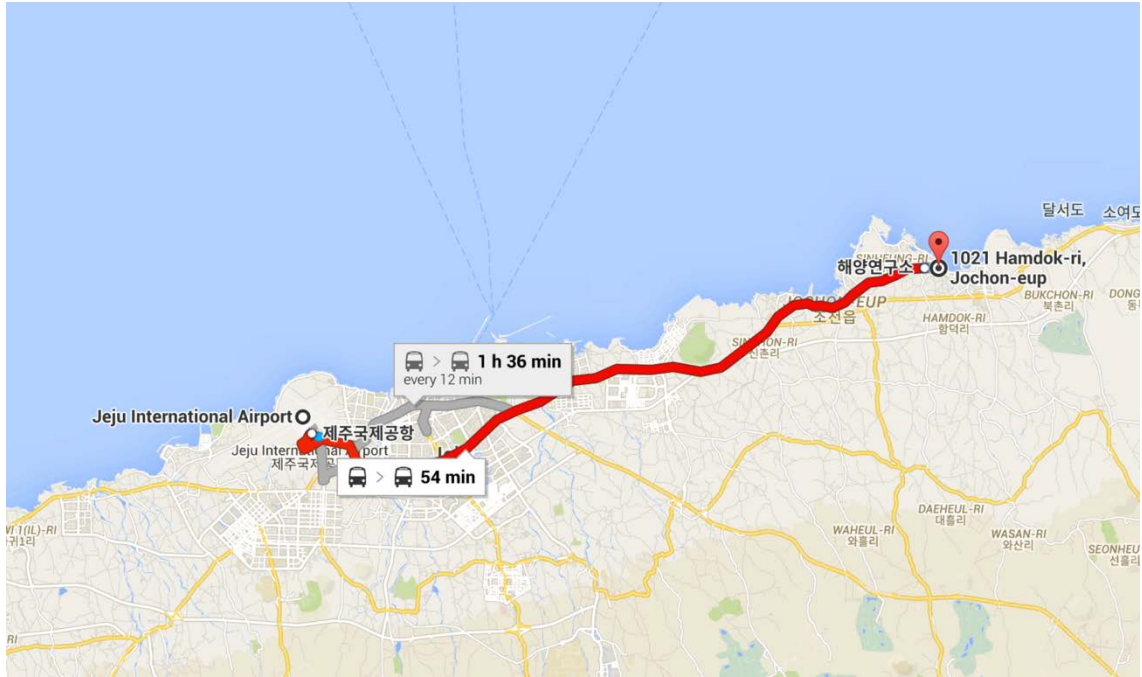 달서도
소여도
해양연구소
SINHEUNG-RI
1021 Hamdok-ri,
Jochon-eup
BUKCHON-RI
북촌리
JOCHON-EUP
조천읍
HAMDOK-RI
함덕리
SINCHON-RI
신촌리
1 h 36 min
every 12 min
Jeju International Airport
제주국제공항
Jeju International Airport
54 min
DAEHEUL-RI
대흘리
WAHEUL-RI
와흘리
WASAN-RI
와산리
선흘리